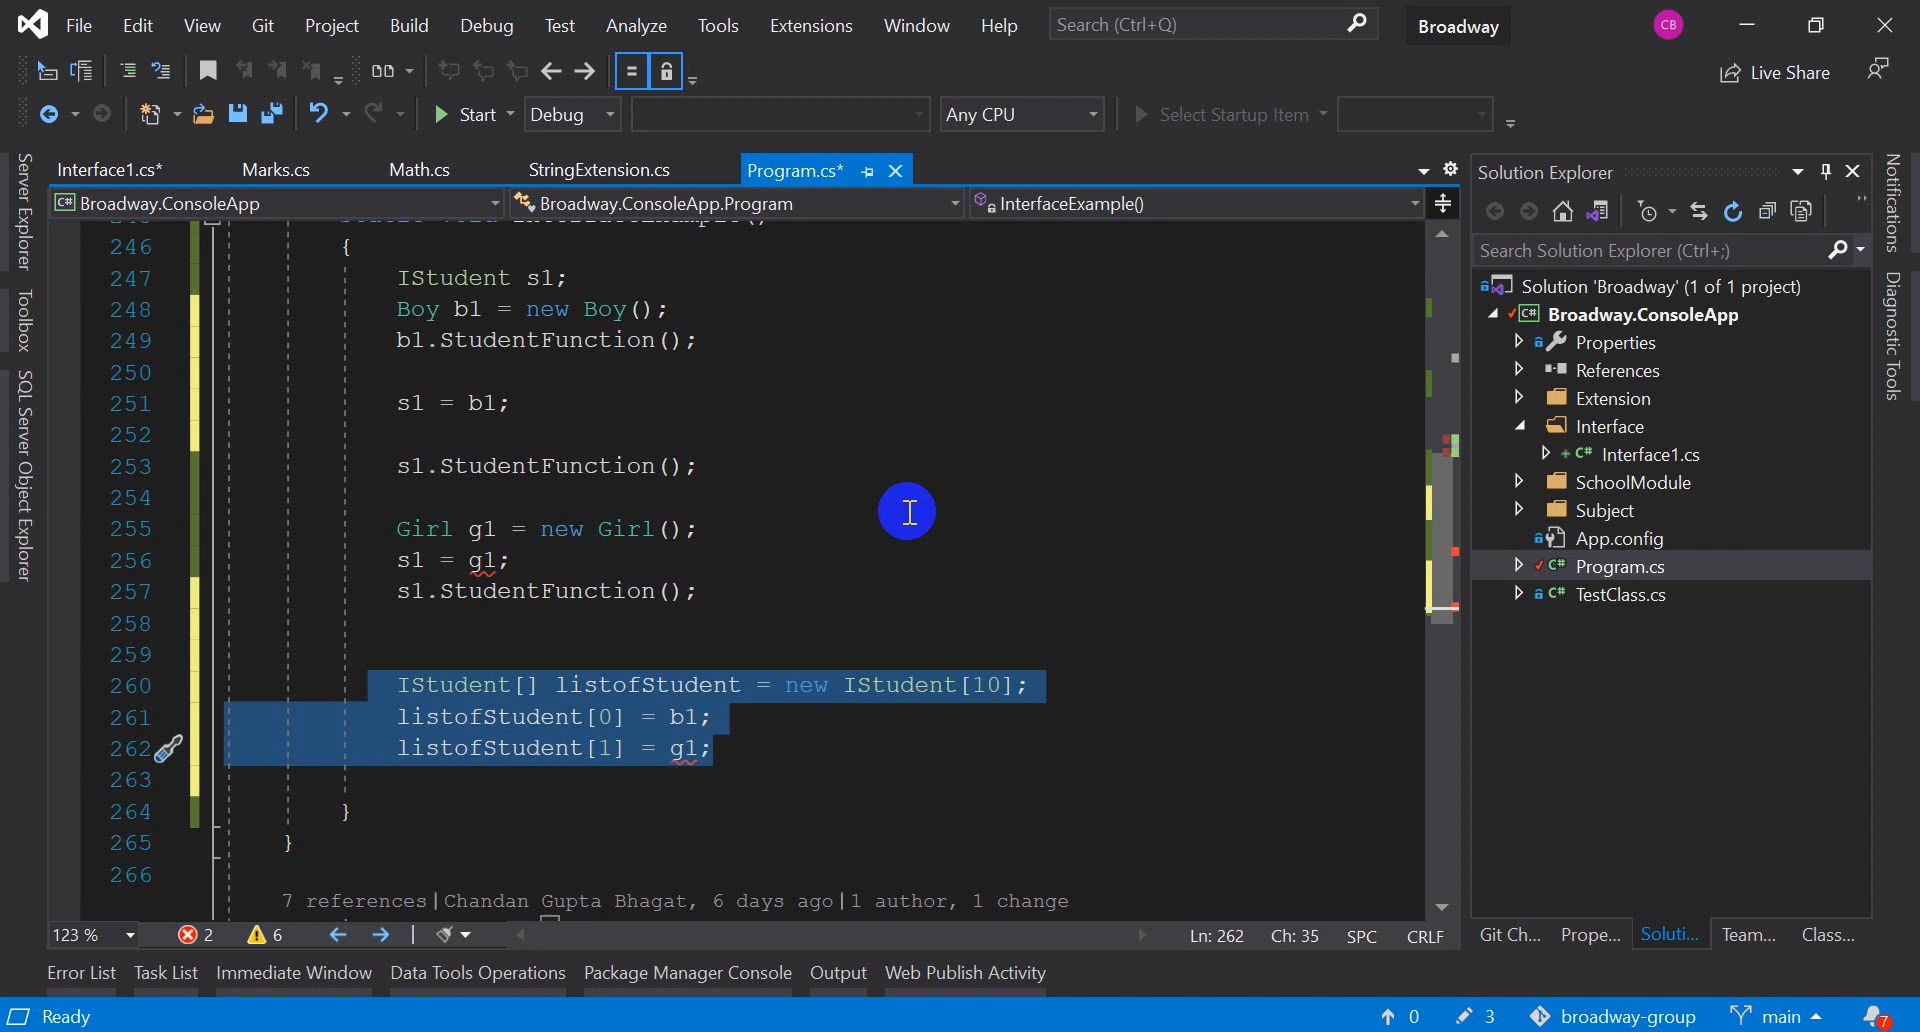 File Edit View Git Project Build Debug Test Analyze Tools Extensions Window Help Search (Ctrl+Q) Broadway CB
Live Share
Start Debug Any CPU Select Startup Item
Server Explorer
Toolbox
SQL Server Object Explorer
Interface1.cs* Marks.cs Math.cs StringExtension.cs Program.cs*
Broadway.ConsoleApp Broadway.ConsoleApp.Program InterfaceExample()
246 {
247 IStudent s1;
248 Boy b1 = new Boy();
249 b1.StudentFunction();
250
251 s1 = b1;
252
253 s1.StudentFunction();
254
255 Girl g1 = new Girl();
256 s1 = g1;
257 s1.StudentFunction();
258
259
260 IStudent[] listofStudent = new IStudent[10];
261 listofStudent[0] = b1;
262 listofStudent[1] = g1;
263
264 }
265 }
266
7 references|Chandan Gupta Bhagat, 6 days ago|1 author, 1 change
123 % 2 6 Ln: 262 Ch: 35 SPC CRLF
Solution Explorer
Search Solution Explorer (Ctrl+;)
Solution 'Broadway' (1 of 1 project)
Broadway.ConsoleApp
Properties
References
Extension
Interface
Interface1.cs
SchoolModule
Subject
App.config
Program.cs
TestClass.cs
Git Ch... Prope... Soluti... Team... Class...
Notifications
Diagnostic Tools
Error List Task List Immediate Window Data Tools Operations Package Manager Console Output Web Publish Activity
Ready 0 3 broadway-group main 7